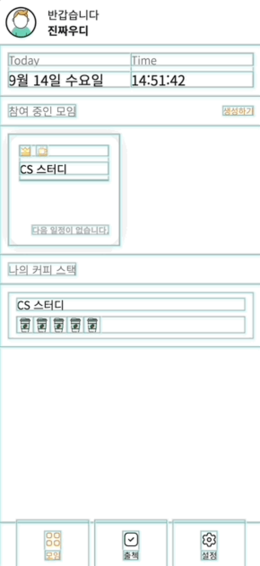 반갑습니다
진짜우디
Today
Time
9월 14일 수요일
14:51:42
참여 중인 모임
생성하기
CS 스터디
다음 일정이 없습니다.
나의 커피 스택
CS 스터디
모임
출첵
설정